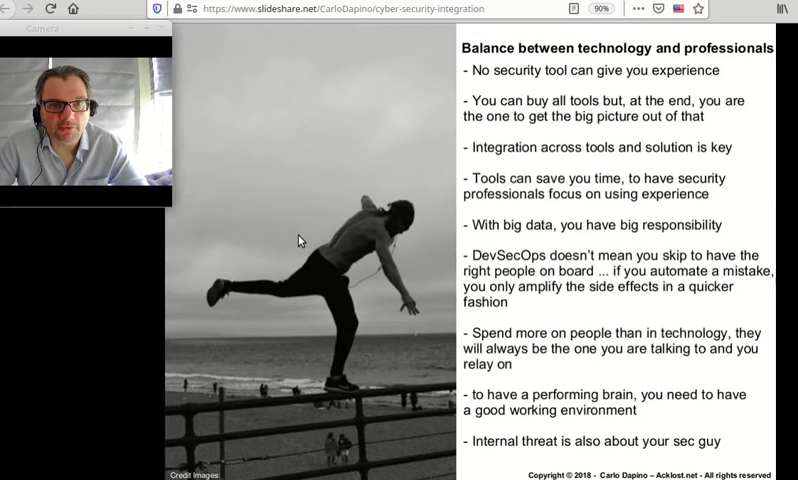 https://www.slideshare.net/CarloDapino/cyber-security-integration
90%
Camera
Balance between technology and professionals
- No security tool can give you experience
- You can buy all tools but, at the end, you are
the one to get the big picture out of that
- Integration across tools and solution is key
- Tools can save you time, to have security
professionals focus on using experience
- With big data, you have big responsibility
- DevSecOps doesn't mean you skip to have the
right people on board ... if you automate a mistake,
you only amplify the side effects in a quicker
fashion
- Spend more on people than in technology, they
will always be the one you are talking to and you
relay on
- to have a performing brain, you need to have
a good working environment
- Internal threat is also about your sec guy
Credit Images:
Copyright © 2018 - Carlo Dapino – Acklost.net - All rights reserved